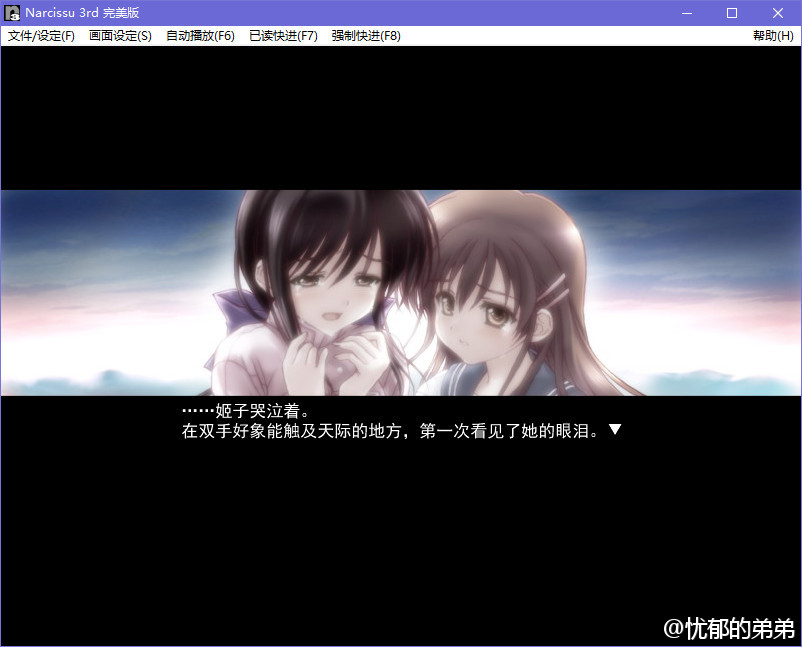 Narcissu 3rd 完美版
文件/设定(F) 画面设定(S) 自动播放(F6) 已读快进(F7) 强制快进(F8) 帮助(H)
……姬子哭泣着。
在双手好象能触及天际的地方，第一次看见了她的眼泪。▼
@忧郁的弟弟